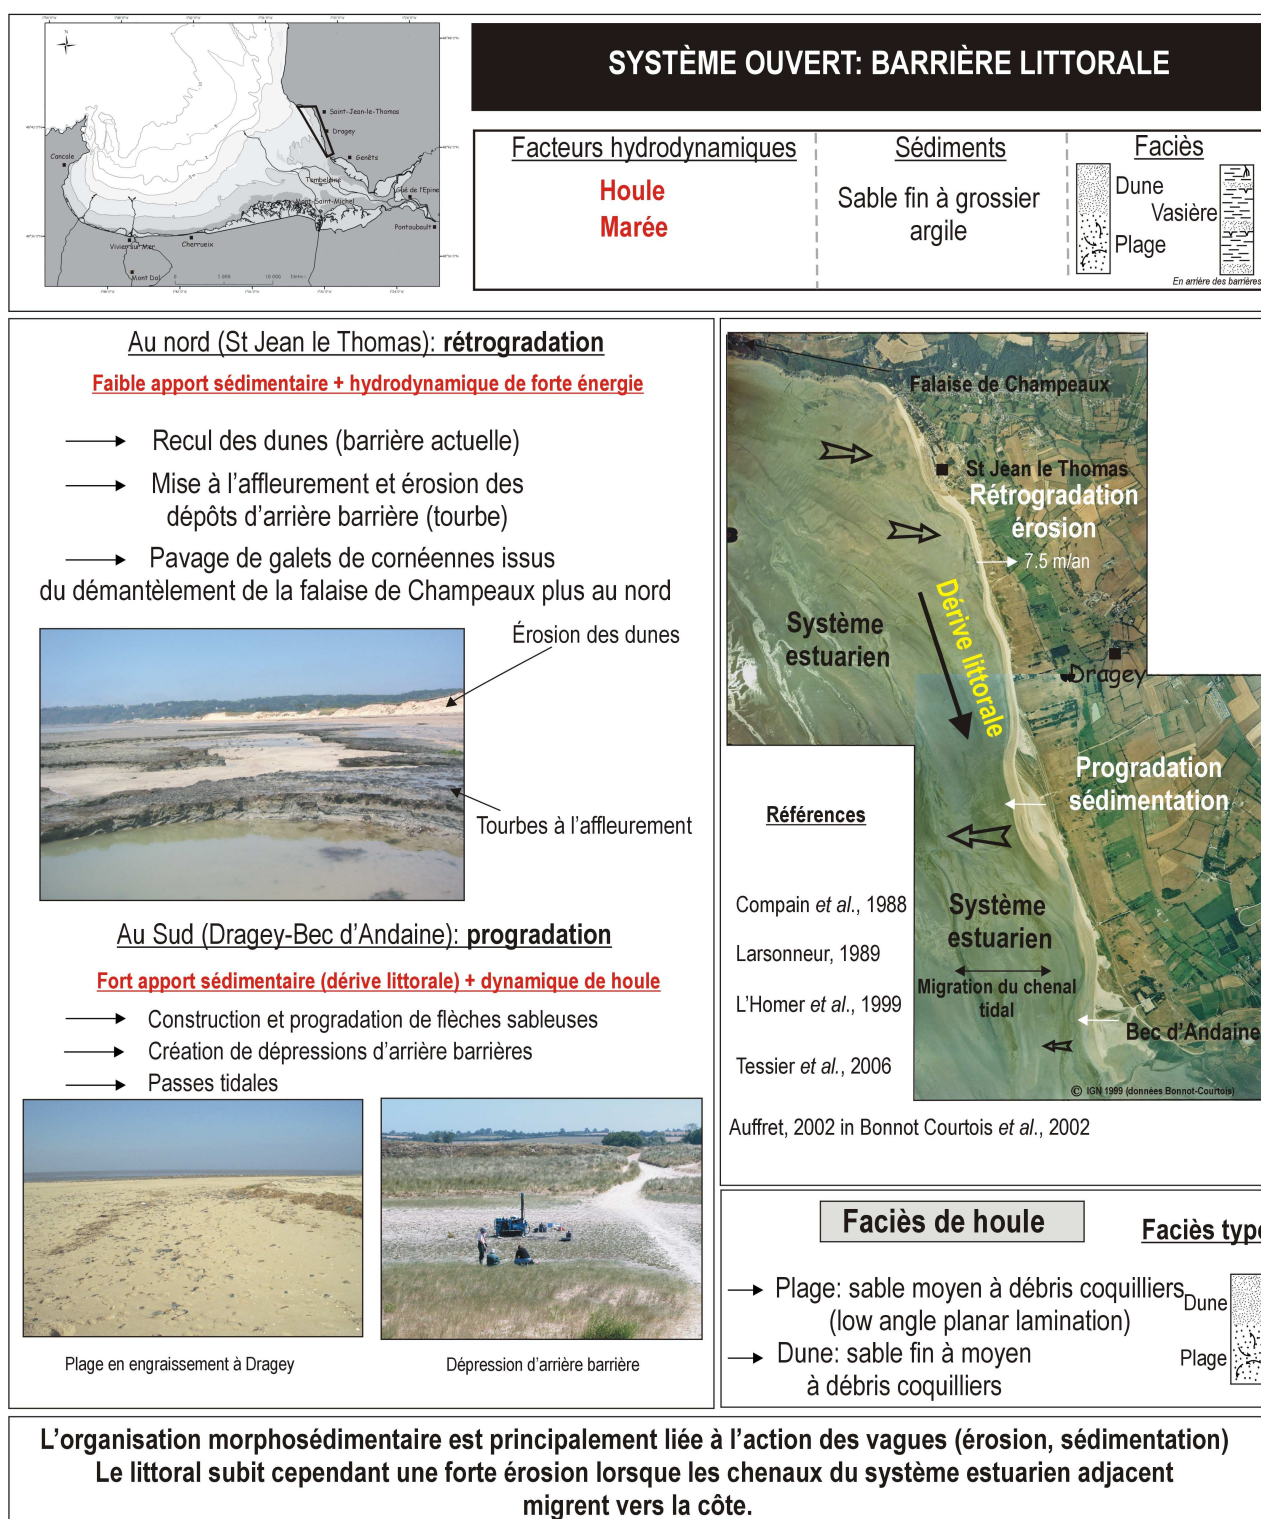 SYSTÈME OUVERT: BARRIÈRE LITTORALE
Saint-Jean-le-Thomas
Dragey
Genêts
Cancale
Tombelaine
Mont-Saint-Michel
Gué de l'Epine
Pontaubault
Vivier sur Mer
Cherrueix
Mont Dol
Facteurs hydrodynamiques
Houle
Marée
Sédiments
Sable fin à grossier
argile
Faciès
Dune
Vasière
Plage
En arrière des barrières
Au nord (St Jean le Thomas): rétrogradation
Faible apport sédimentaire + hydrodynamique de forte énergie
Recul des dunes (barrière actuelle)
Mise à l'affleurement et érosion des
dépôts d'arrière barrière (tourbe)
Pavage de galets de cornéennes issus
du démantèlement de la falaise de Champeaux plus au nord
Érosion des dunes
Tourbes à l'affleurement
Au Sud (Dragey-Bec d'Andaine): progradation
Fort apport sédimentaire (dérive littorale) + dynamique de houle
Construction et progradation de flèches sableuses
Création de dépressions d'arrière barrières
Passes tidales
Plage en engraissement à Dragey
Dépression d'arrière barrière
Falaise de Champeaux
St Jean le Thomas
Rétrogradation
érosion
7.5 m/an
Dérive littorale
Système
estuarien
Dragey
Progradation
sédimentation
Système
estuarien
Migration du chenal
tidal
Bec d'Andaine
© IGN 1999 (données Bonnot-Courtois)
Références
Compain et al., 1988
Larsonneur, 1989
L'Homer et al., 1999
Tessier et al., 2006
Auffret, 2002 in Bonnot Courtois et al., 2002
Faciès de houle
Faciès type
Plage: sable moyen à débris coquilliers
(low angle planar lamination)
Dune: sable fin à moyen
à débris coquilliers
Dune
Plage
L'organisation morphosédimentaire est principalement liée à l'action des vagues (érosion, sédimentation)
Le littoral subit cependant une forte érosion lorsque les chenaux du système estuarien adjacent
migrent vers la côte.